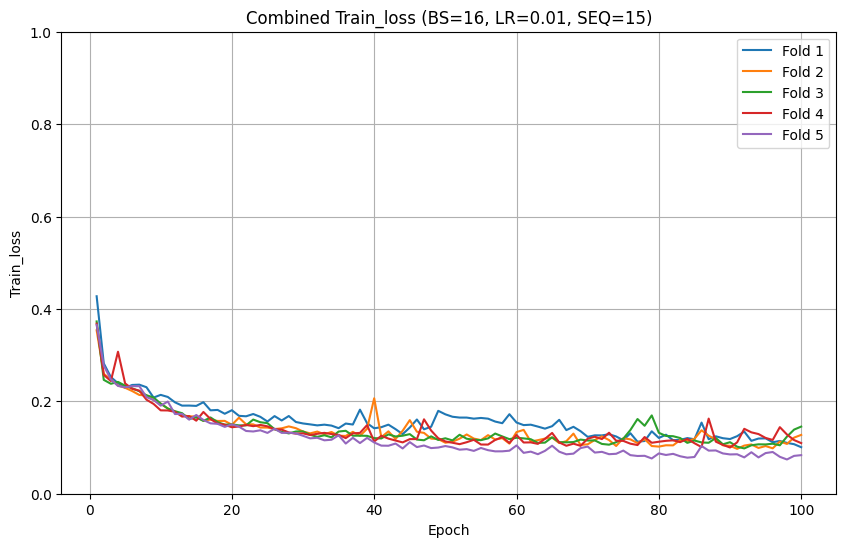 Combined Train_loss (BS=16, LR=0.01, SEQ=15)
Fold 1
Fold 2
Fold 3
Fold 4
Fold 5
Train_loss
1.0
0.8
0.6
0.4
0.2
0.0
0 20 40 60 80 100
Epoch